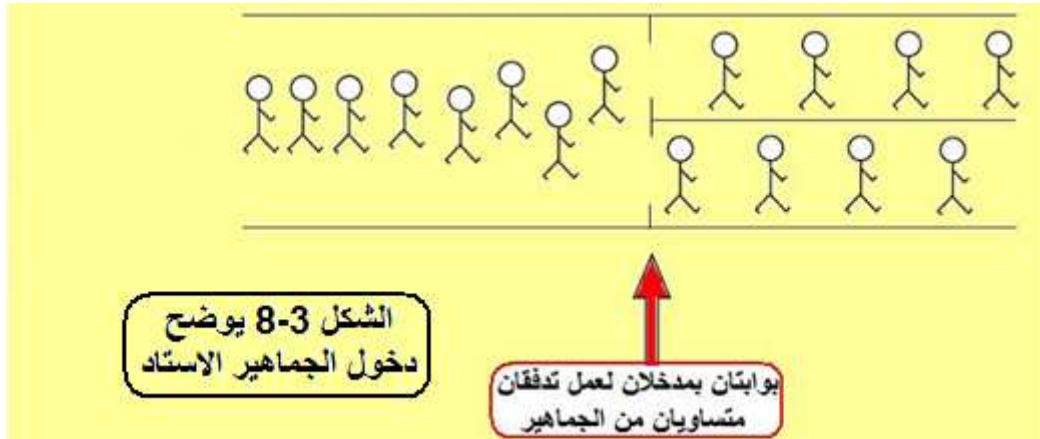 الشكل 3-8 يوضح
دخول الجماهير الاستاد
بوابتان بمدخلان لعمل تدفقان
متساويان من الجماهير